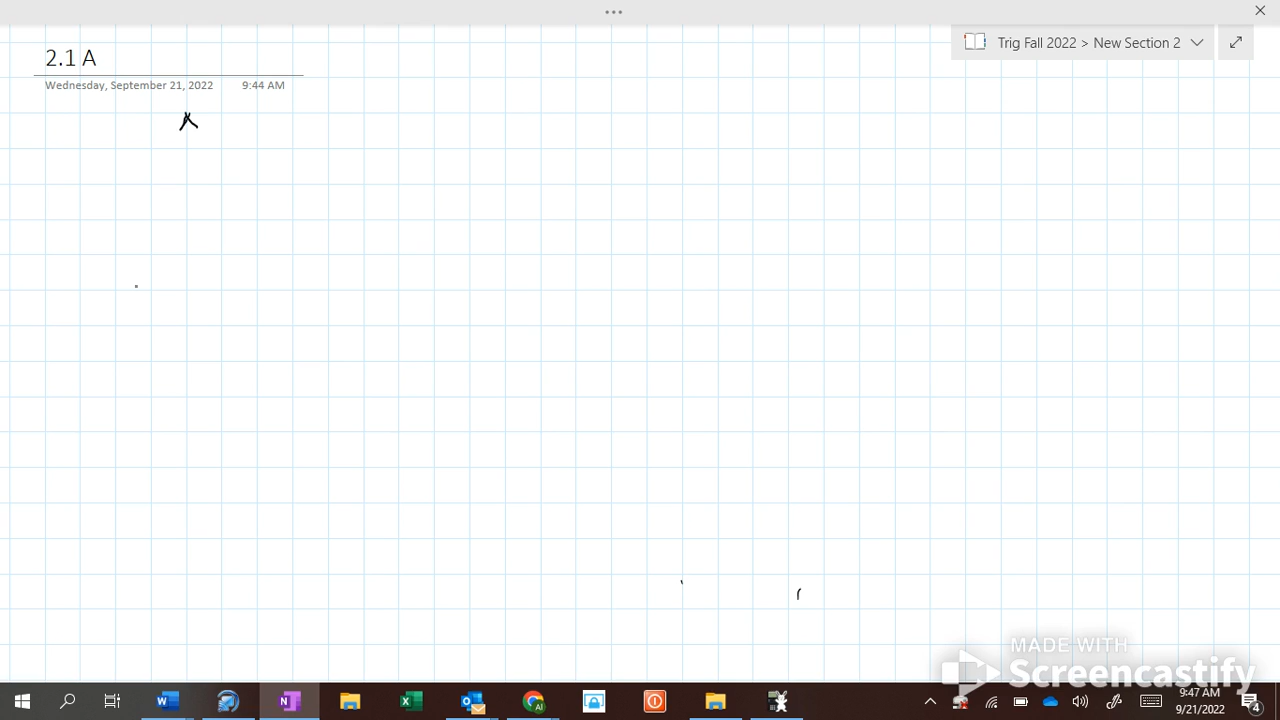 Trig Fall 2022 > New Section 2
2.1 A
Wednesday, September 21, 2022 9:44 AM
MADE WITH
Screencastify
9:47 AM
9/21/2022
4